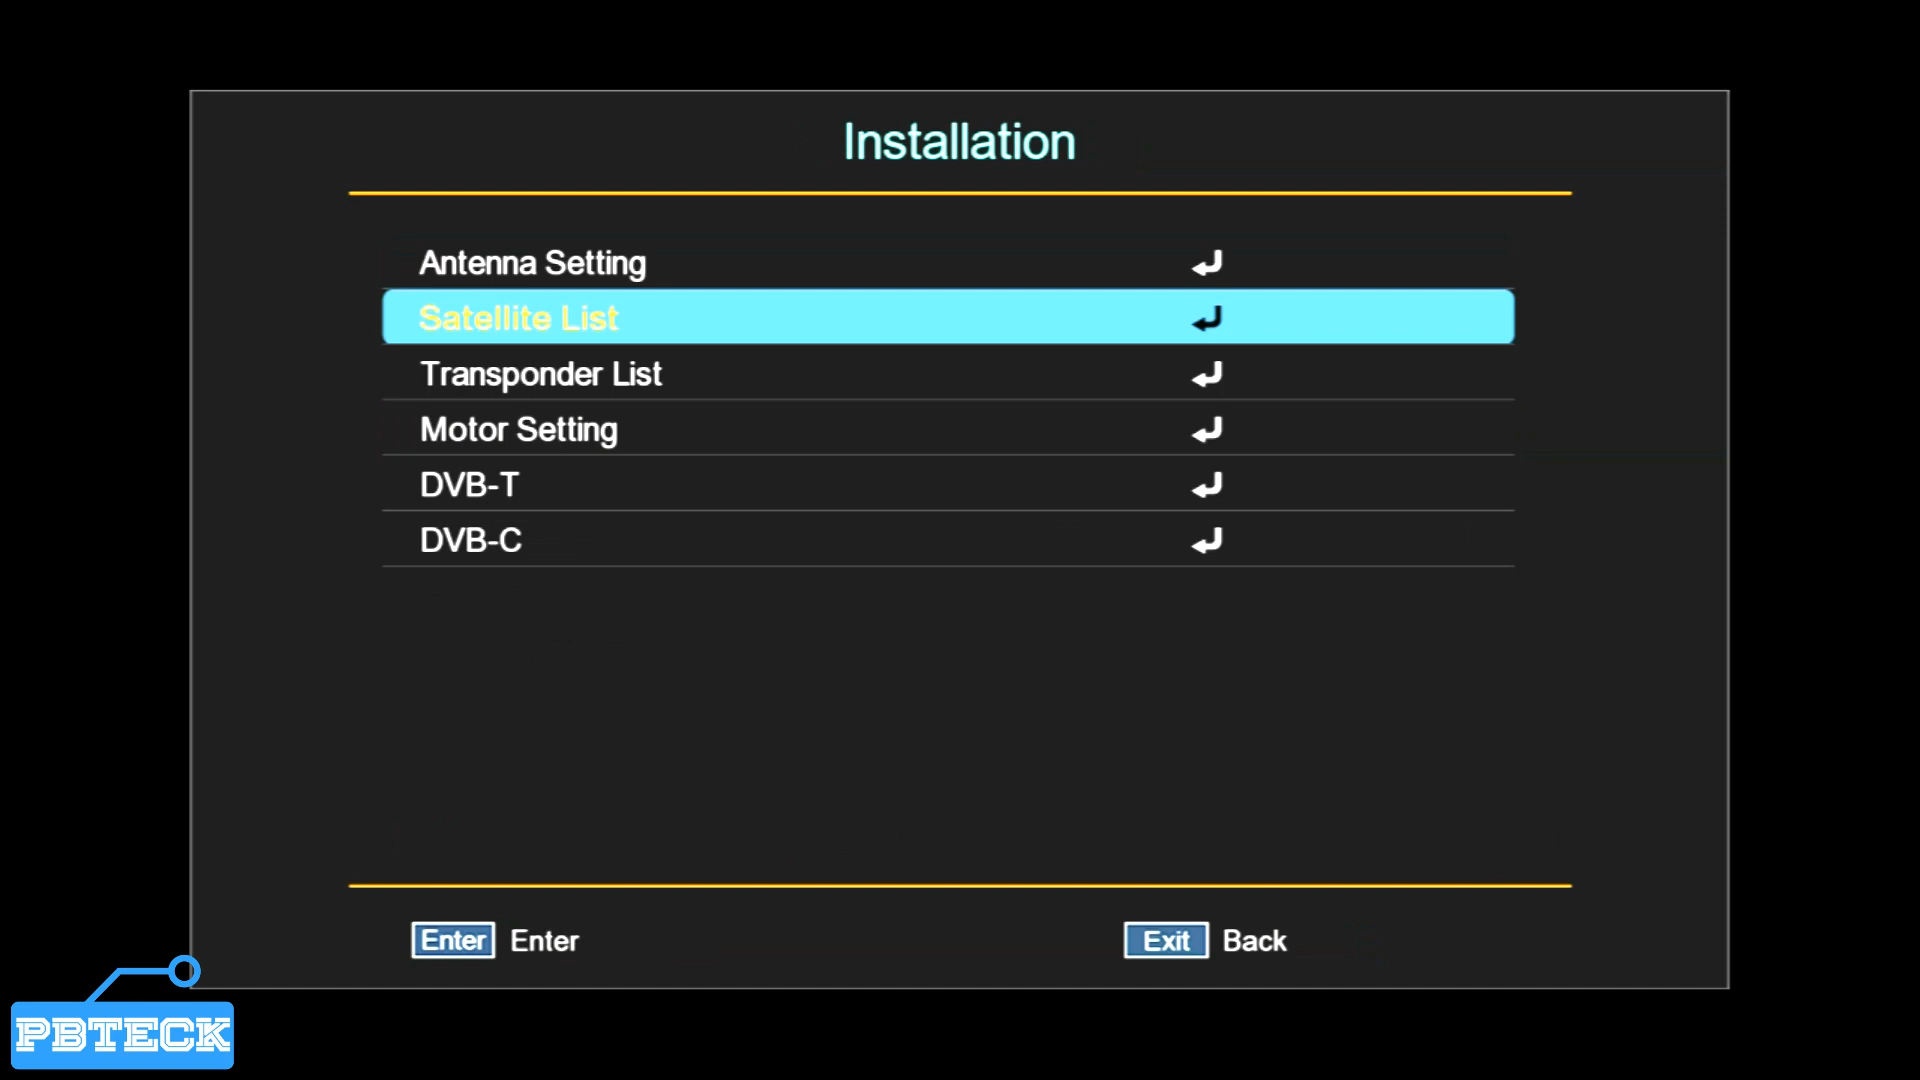 Installation
Antenna Setting
Satellite List
Transponder List
Motor Setting
DVB-T
DVB-C
Enter Enter
Exit Back
PBTECK